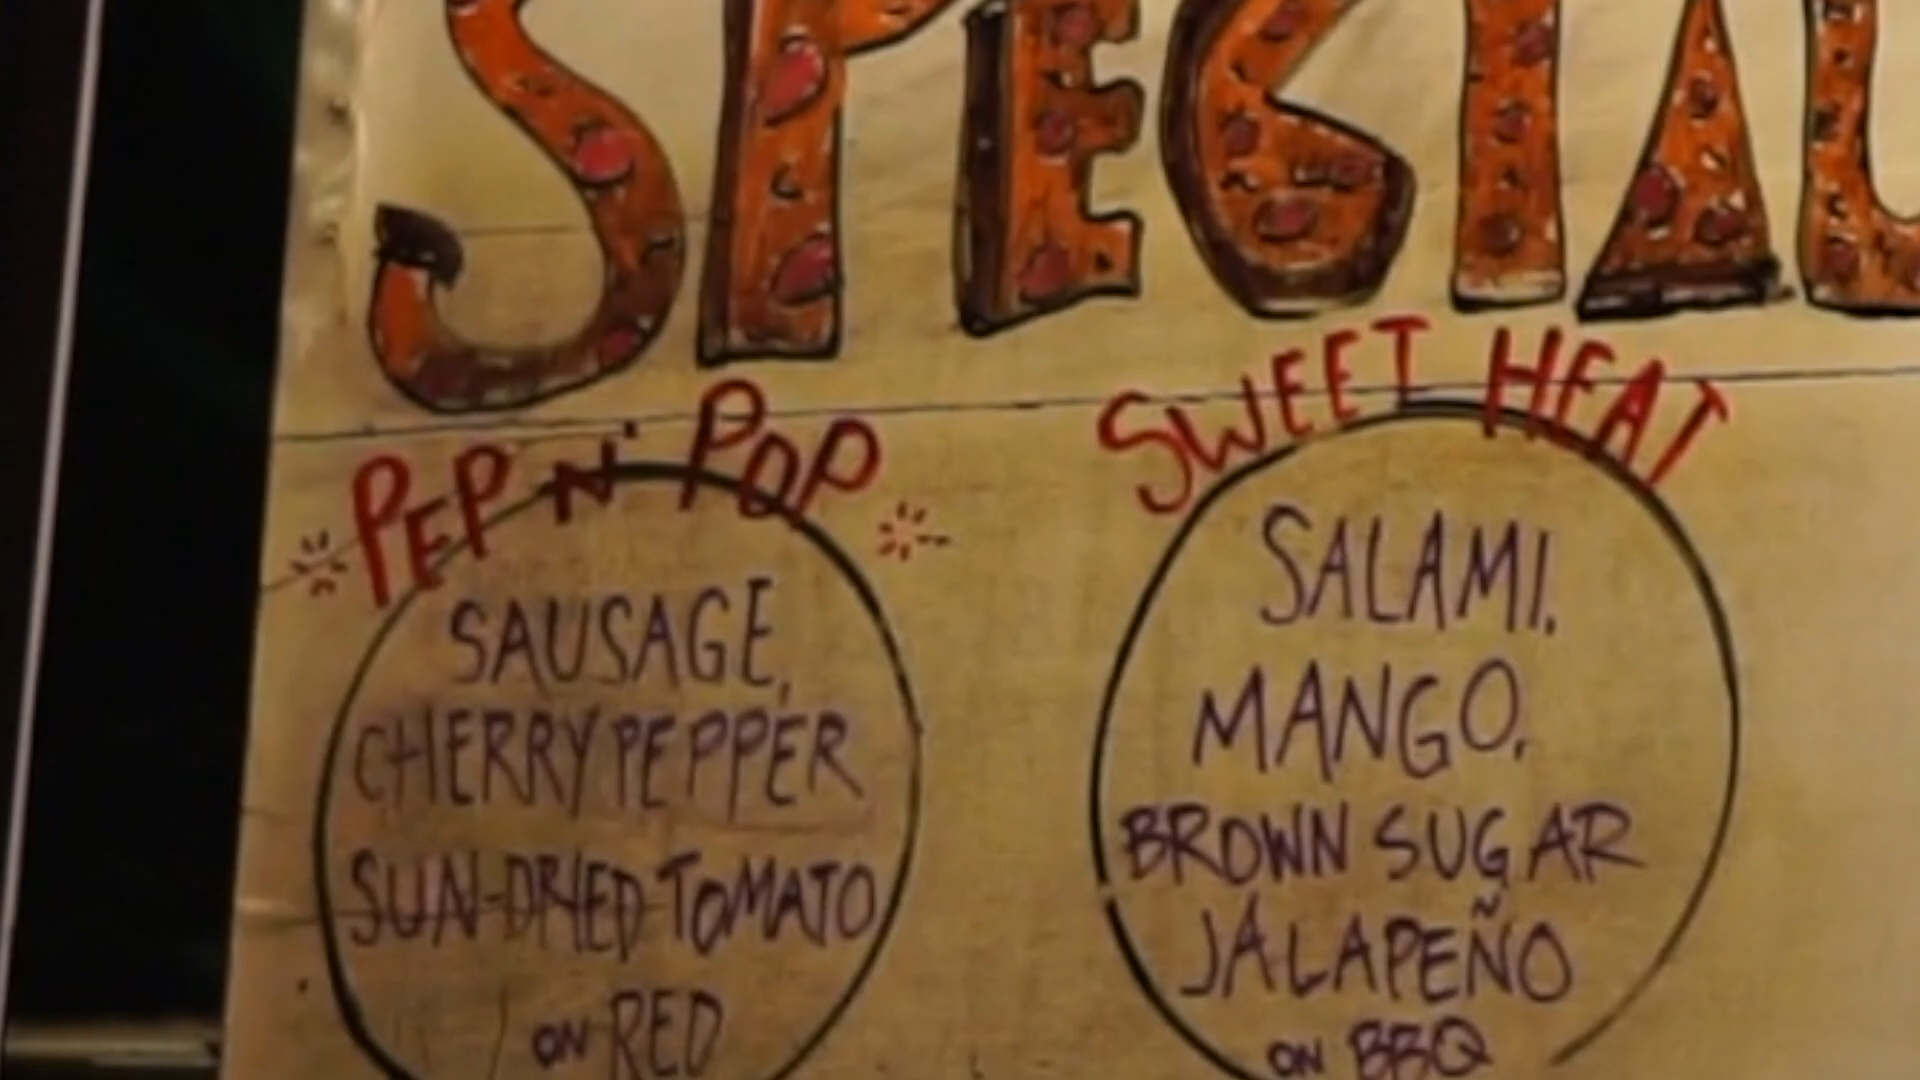 SPECIAL
PEP N' POP
SAUSAGE,
CHERRY PEPPER
SUN-DRIED TOMATO
ON RED
SWEET HEAT
SALAMI,
MANGO,
BROWN SUGAR
JALAPEÑO
ON BBQ